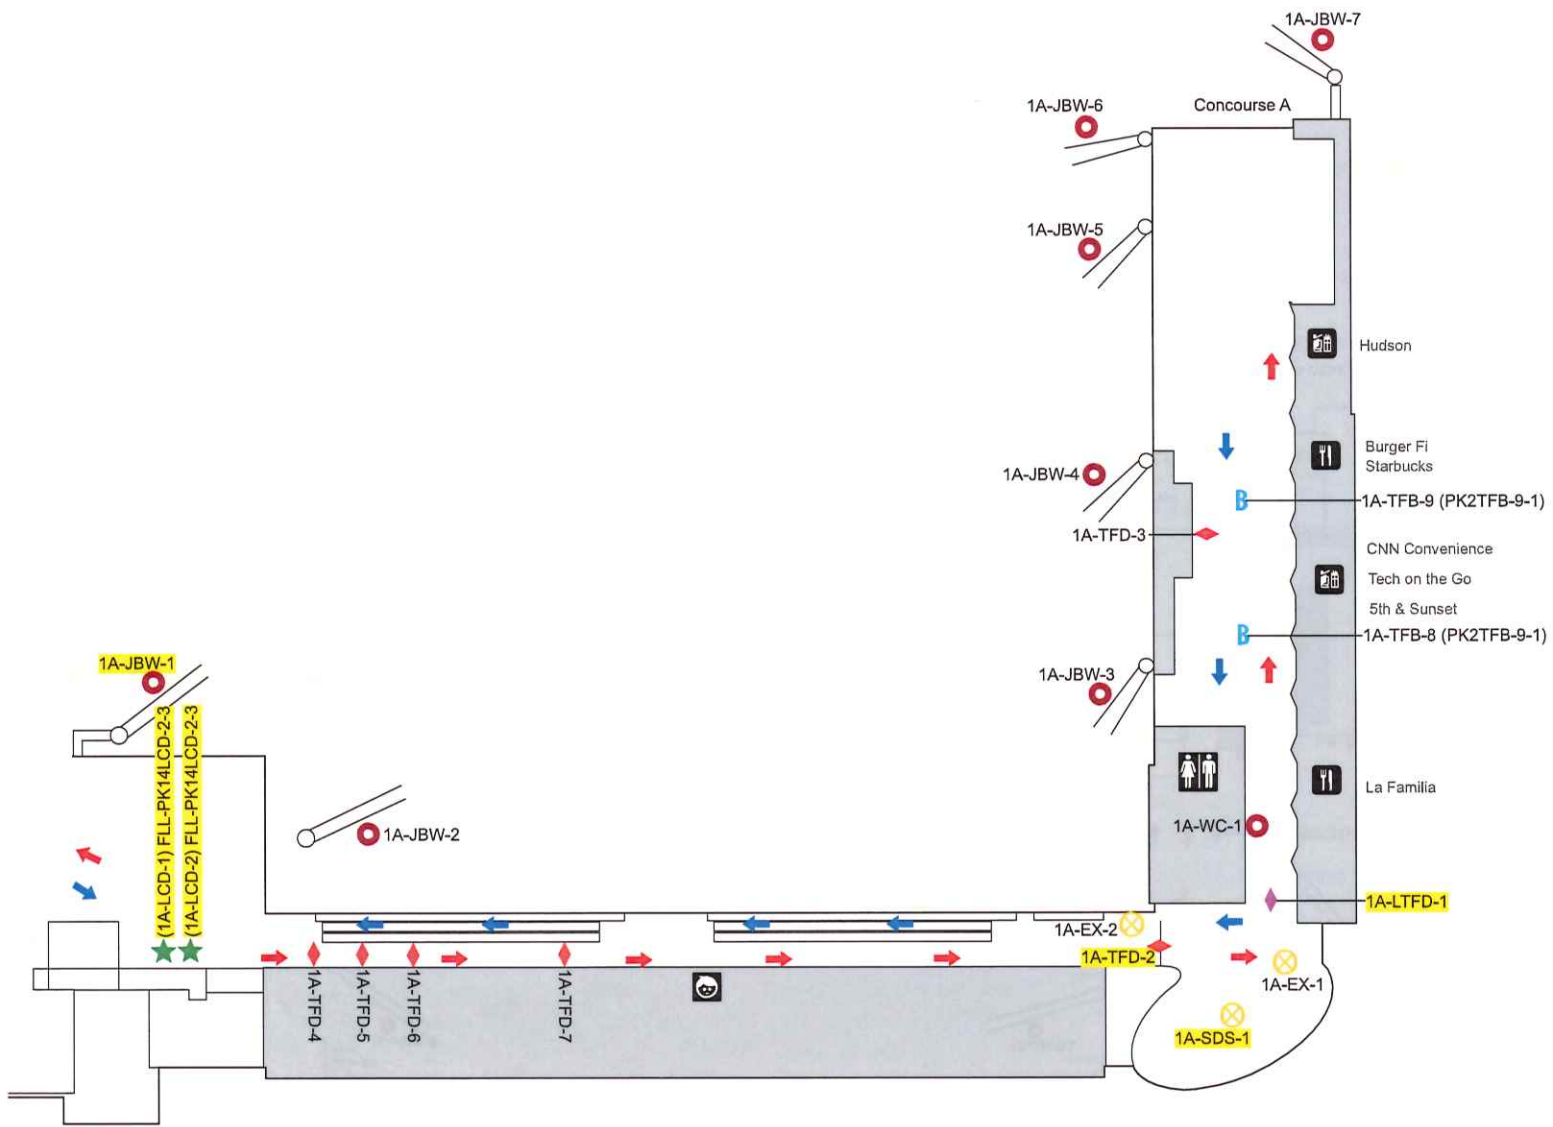 1A-JBW-7
Concourse A
1A-JBW-6
1A-JBW-5
Hudson
Burger Fi
Starbucks
1A-JBW-4
1A-TFB-9 (PK2TFB-9-1)
1A-TFD-3
CNN Convenience
Tech on the Go
5th & Sunset
1A-TFB-8 (PK2TFB-9-1)
1A-JBW-1
1A-JBW-3
(1A-LCD-1) FLL-PK14LCD-2-3
(1A-LCD-2) FLL-PK14LCD-2-3
La Familia
1A-JBW-2
1A-WC-1
1A-LTFD-1
1A-EX-2
1A-TFD-2
1A-EX-1
1A-TFD-4
1A-TFD-5
1A-TFD-6
1A-TFD-7
1A-SDS-1
B
B